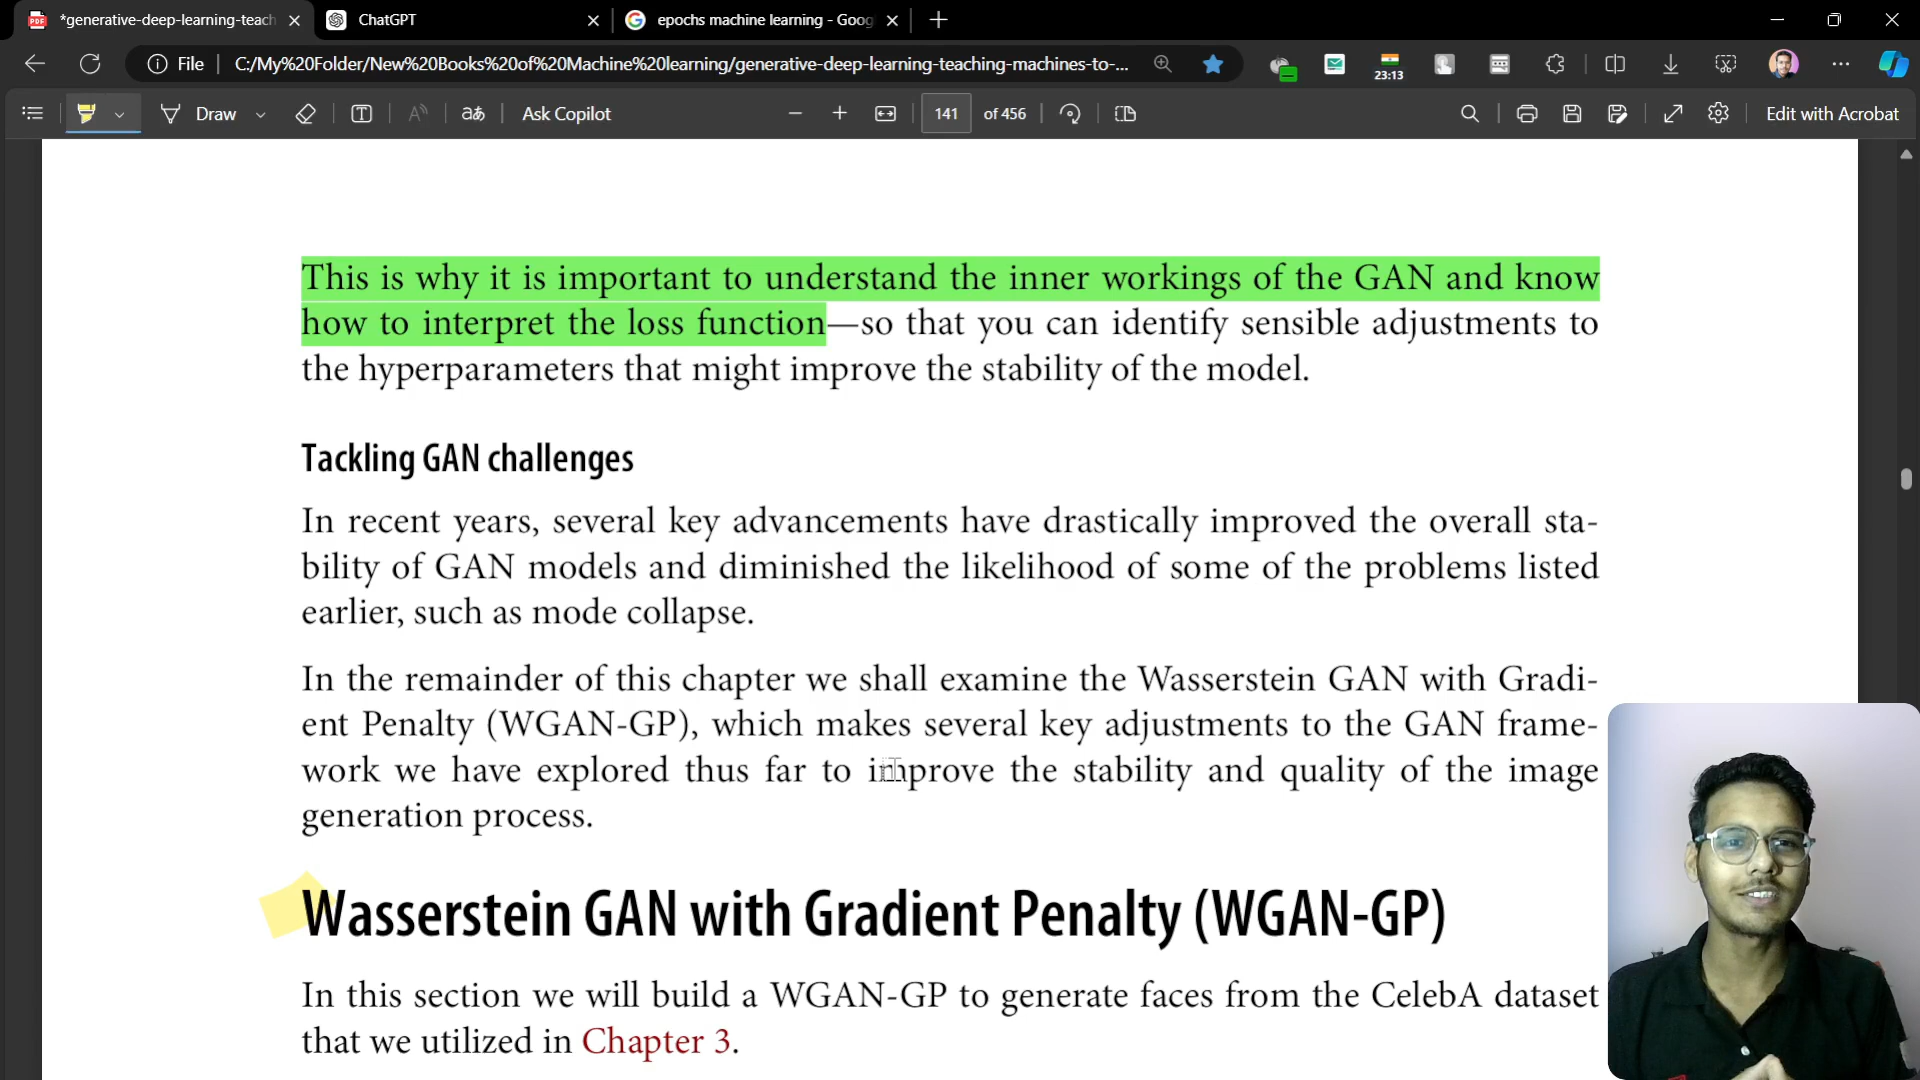 *generative-deep-learning-teach
ChatGPT
epochs machine learning - Goog
File
C:/My%20Folder/New%20Books%20of%20Machine%20learning/generative-deep-learning-teaching-machines-to-...
23:13
Draw
aあ
Ask Copilot
141
of 456
Edit with Acrobat
This is why it is important to understand the inner workings of the GAN and know
how to interpret the loss function—so that you can identify sensible adjustments to
the hyperparameters that might improve the stability of the model.
Tackling GAN challenges
In recent years, several key advancements have drastically improved the overall sta-
bility of GAN models and diminished the likelihood of some of the problems listed
earlier, such as mode collapse.
In the remainder of this chapter we shall examine the Wasserstein GAN with Gradi-
ent Penalty (WGAN-GP), which makes several key adjustments to the GAN frame-
work we have explored thus far to improve the stability and quality of the image
generation process.
Wasserstein GAN with Gradient Penalty (WGAN-GP)
In this section we will build a WGAN-GP to generate faces from the CelebA dataset
that we utilized in Chapter 3.